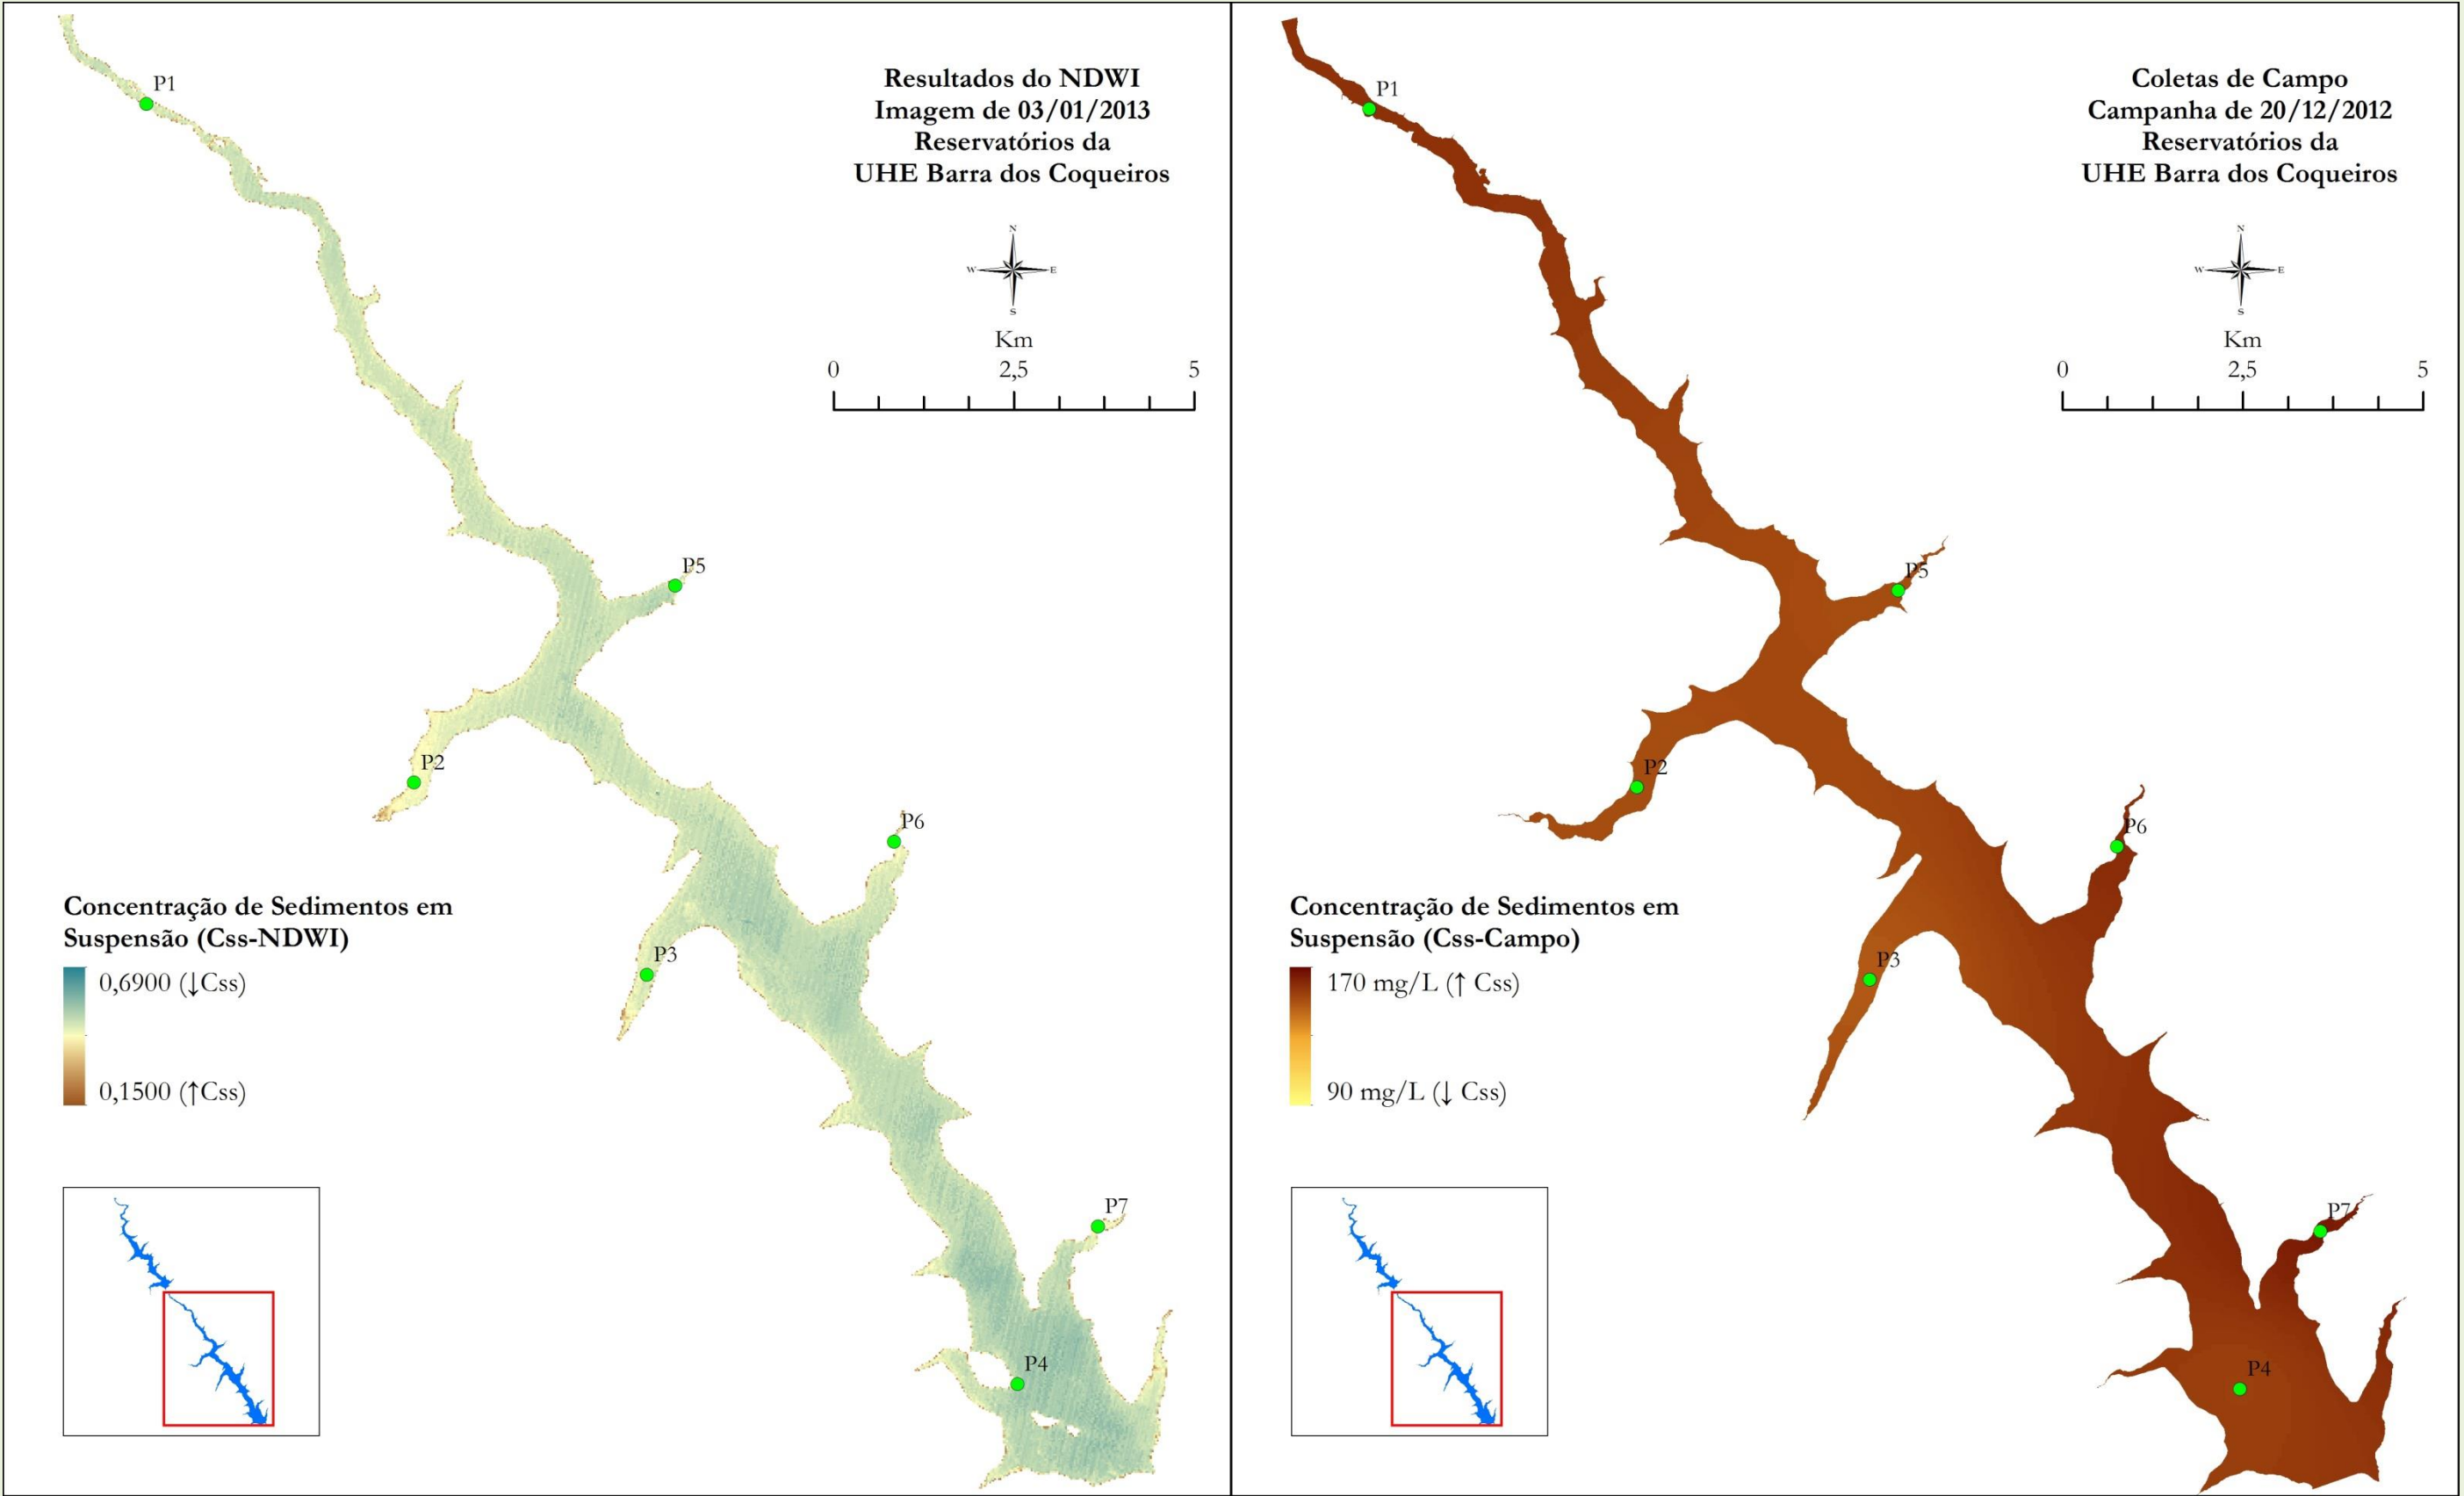 Resultados do NDWI
Imagem de 03/01/2013
Reservatórios da
UHE Barra dos Coqueiros
N
W E
S
Km
0 2,5 5
P1
P5
P2
P6
P3
P7
P4
Concentração de Sedimentos em
Suspensão (Css-NDWI)
0,6900 (↓Css)
0,1500 (↑Css)
Coletas de Campo
Campanha de 20/12/2012
Reservatórios da
UHE Barra dos Coqueiros
N
W E
S
Km
0 2,5 5
P1
P5
P2
P6
P3
P7
P4
Concentração de Sedimentos em
Suspensão (Css-Campo)
170 mg/L (↑ Css)
90 mg/L (↓ Css)